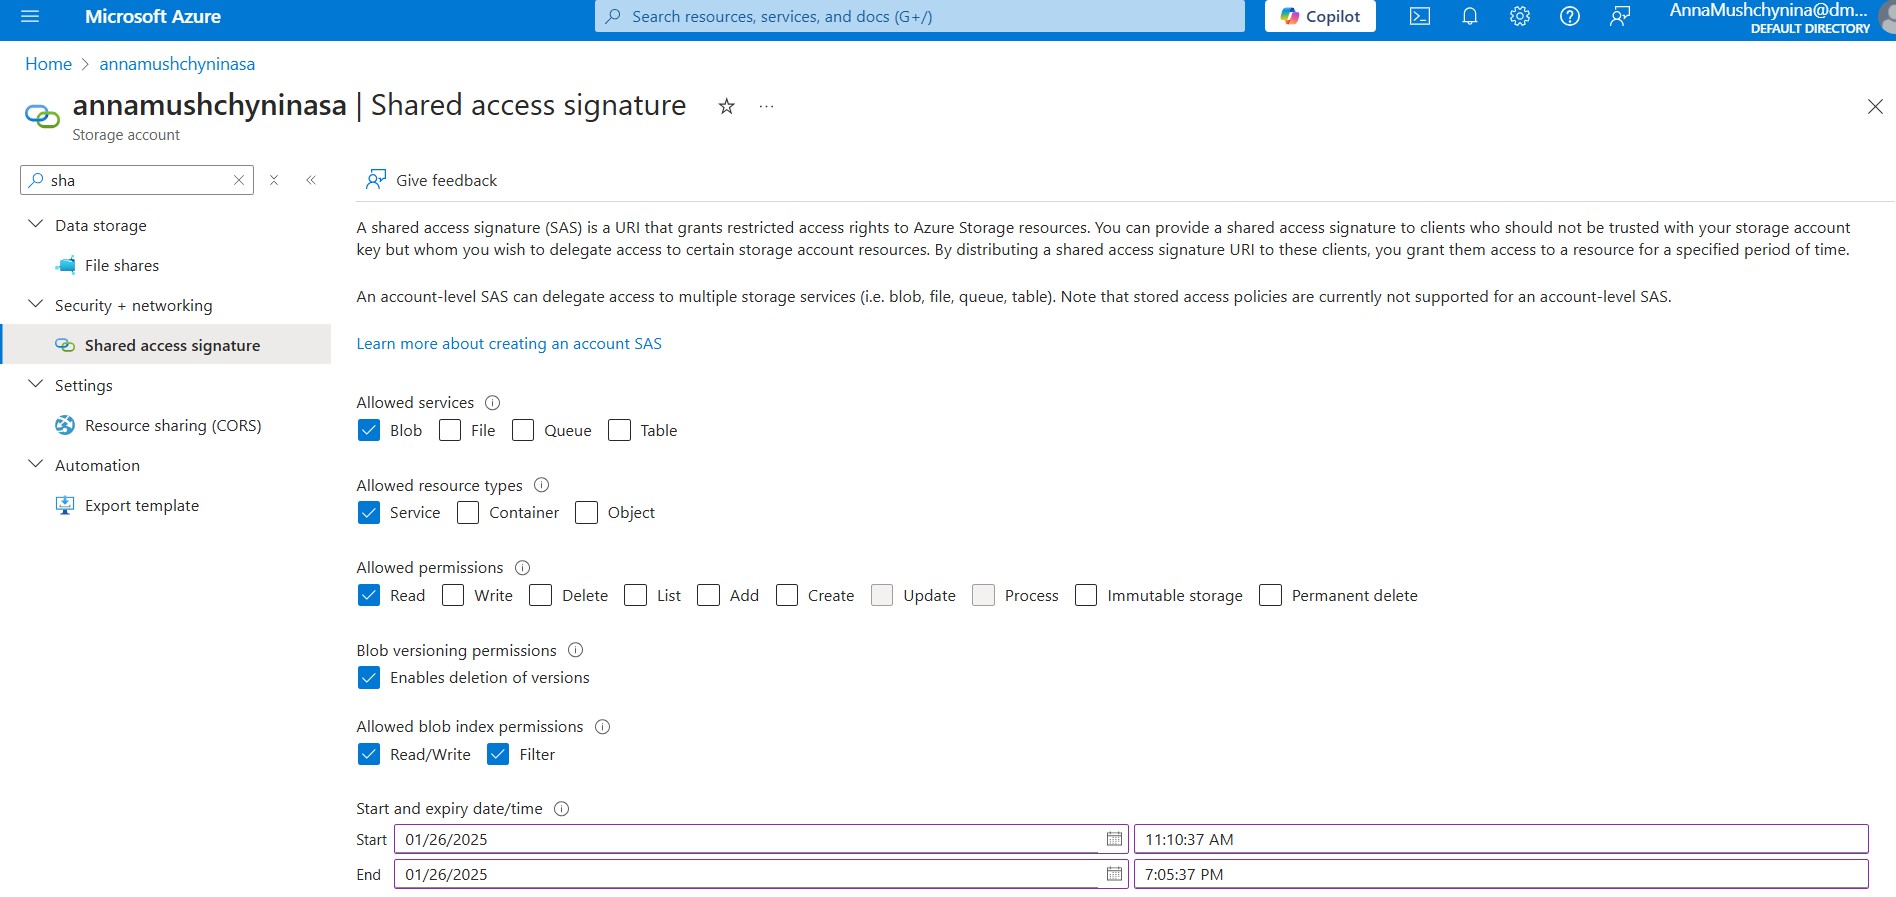 Microsoft Azure
Search resources, services, and docs (G+/)
Copilot
AnnaMushchynina@dm...
DEFAULT DIRECTORY
Home > annamushchyninasa
annamushchyninasa | Shared access signature
Storage account
sha
Give feedback
Data storage
File shares
Security + networking
Shared access signature
Settings
Resource sharing (CORS)
Automation
Export template
A shared access signature (SAS) is a URI that grants restricted access rights to Azure Storage resources. You can provide a shared access signature to clients who should not be trusted with your storage account
key but whom you wish to delegate access to certain storage account resources. By distributing a shared access signature URI to these clients, you grant them access to a resource for a specified period of time.
An account-level SAS can delegate access to multiple storage services (i.e. blob, file, queue, table). Note that stored access policies are currently not supported for an account-level SAS.
Learn more about creating an account SAS
Allowed services
Blob File Queue Table
Allowed resource types
Service Container Object
Allowed permissions
Read Write Delete List Add Create Update Process Immutable storage Permanent delete
Blob versioning permissions
Enables deletion of versions
Allowed blob index permissions
Read/Write Filter
Start and expiry date/time
Start 01/26/2025 11:10:37 AM
End 01/26/2025 7:05:37 PM